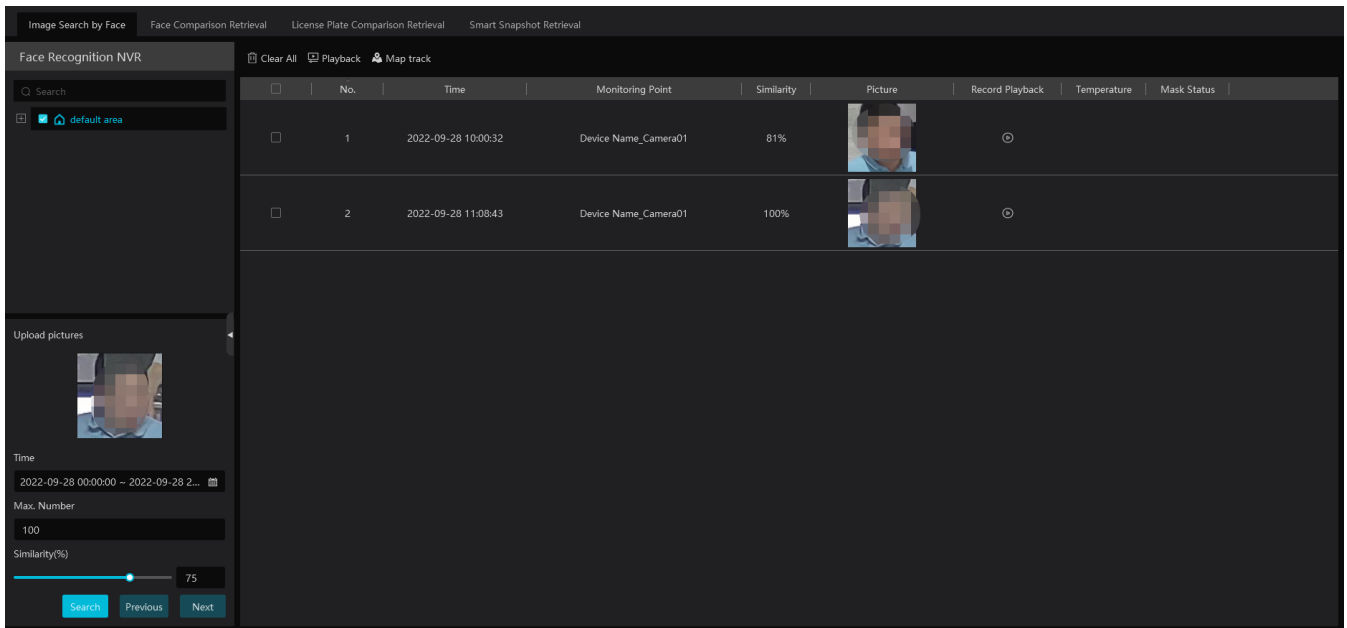 Image Search by Face Face Comparison Retrieval License Plate Comparison Retrieval Smart Snapshot Retrieval
Face Recognition NVR
Clear All Playback Map track
Search
No. Time Monitoring Point Similarity Picture Record Playback Temperature Mask Status
default area
1 2022-09-28 10:00:32 Device Name_Camera01 81%
2 2022-09-28 11:08:43 Device Name_Camera01 100%
Upload pictures
Time
2022-09-28 00:00:00 ~ 2022-09-28 2...
Max. Number
100
Similarity(%)
75
Search Previous Next